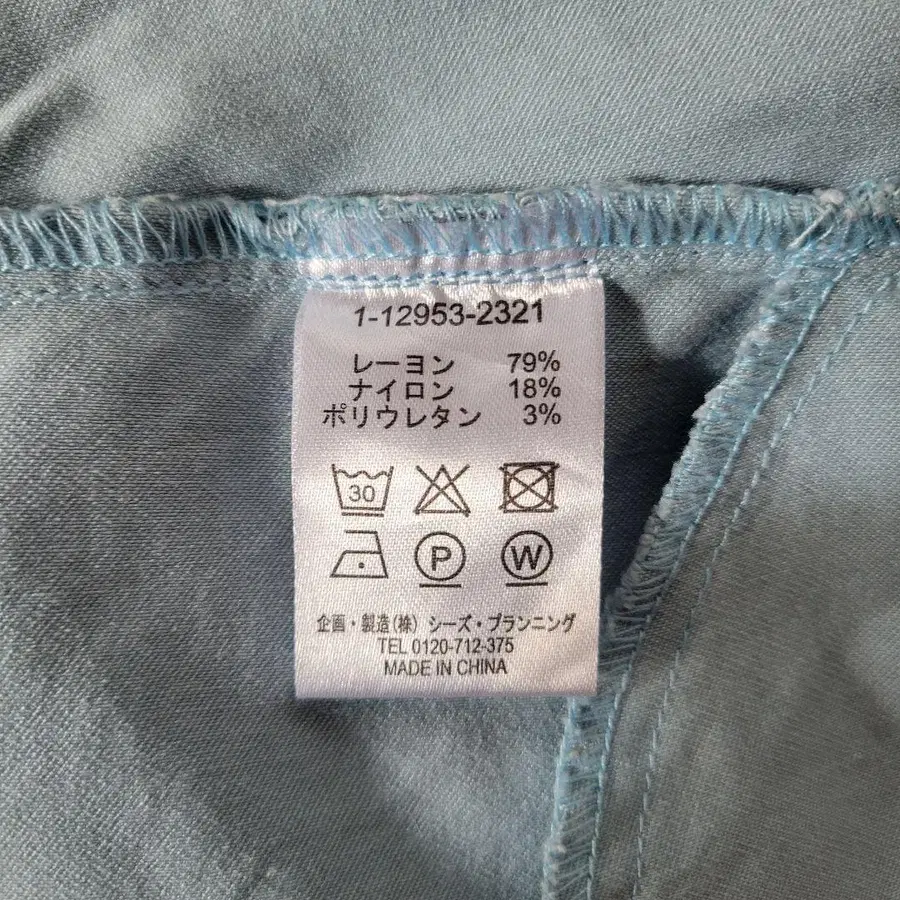 1-12953-2321
レーヨン 79%
ナイロン 18%
ポリウレタン 3%
30
P W
企画・製造(株) シーズ・プランニング
TEL 0120-712-375
MADE IN CHINA